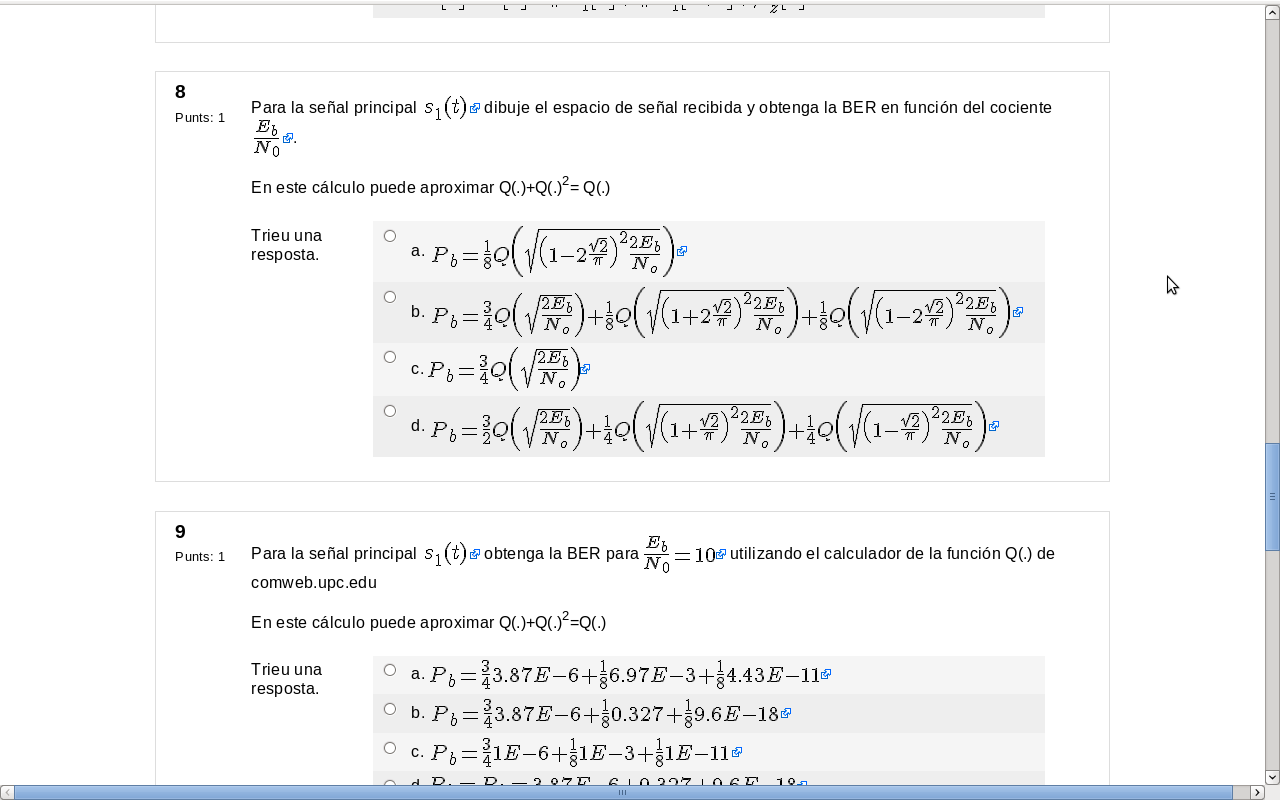 8
Punts: 1
Para la señal principal s_1(t) dibuje el espacio de señal recibida y obtenga la BER en función del cociente
\frac{E_b}{N_0}.
En este cálculo puede aproximar Q(.)+Q(.)^2= Q(.)
Trieu una
resposta.
a. P_b = \frac{1}{8}Q\left(\sqrt{\left(1-2\frac{\sqrt{2}}{\pi}\right)^2\frac{2E_b}{N_o}}\right)
b. P_b = \frac{3}{4}Q\left(\sqrt{\frac{2E_b}{N_o}}\right)+\frac{1}{8}Q\left(\sqrt{\left(1+2\frac{\sqrt{2}}{\pi}\right)^2\frac{2E_b}{N_o}}\right)+\frac{1}{8}Q\left(\sqrt{\left(1-2\frac{\sqrt{2}}{\pi}\right)^2\frac{2E_b}{N_o}}\right)
c. P_b = \frac{3}{4}Q\left(\sqrt{\frac{2E_b}{N_o}}\right)
d. P_b = \frac{3}{2}Q\left(\sqrt{\frac{2E_b}{N_o}}\right)+\frac{1}{4}Q\left(\sqrt{\left(1+\frac{\sqrt{2}}{\pi}\right)^2\frac{2E_b}{N_o}}\right)+\frac{1}{4}Q\left(\sqrt{\left(1-\frac{\sqrt{2}}{\pi}\right)^2\frac{2E_b}{N_o}}\right)
9
Punts: 1
Para la señal principal s_1(t) obtenga la BER para \frac{E_b}{N_0} = 10 utilizando el calculador de la función Q(.) de
comweb.upc.edu
En este cálculo puede aproximar Q(.)+Q(.)^2=Q(.)
Trieu una
resposta.
a. P_b = \frac{3}{4}3.87E-6+\frac{1}{8}6.97E-3+\frac{1}{8}4.43E-11
b. P_b = \frac{3}{4}3.87E-6+\frac{1}{8}0.327+\frac{1}{8}9.6E-18
c. P_b = \frac{3}{4}1E-6+\frac{1}{8}1E-3+\frac{1}{8}1E-11